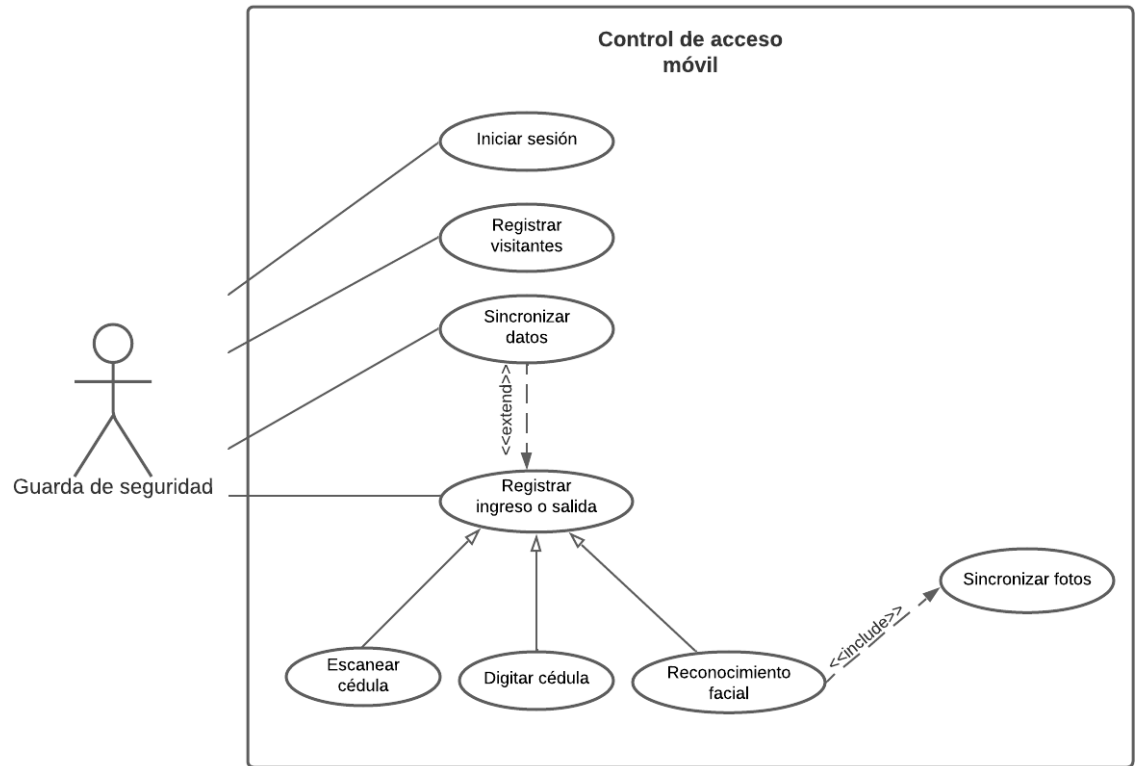 Control de acceso
móvil
Iniciar sesión
Registrar
visitantes
Sincronizar
datos
<<extend>>
Guarda de seguridad
Registrar
ingreso o salida
Sincronizar fotos
<<include>>
Escanear
cédula
Digitar cédula
Reconocimiento
facial